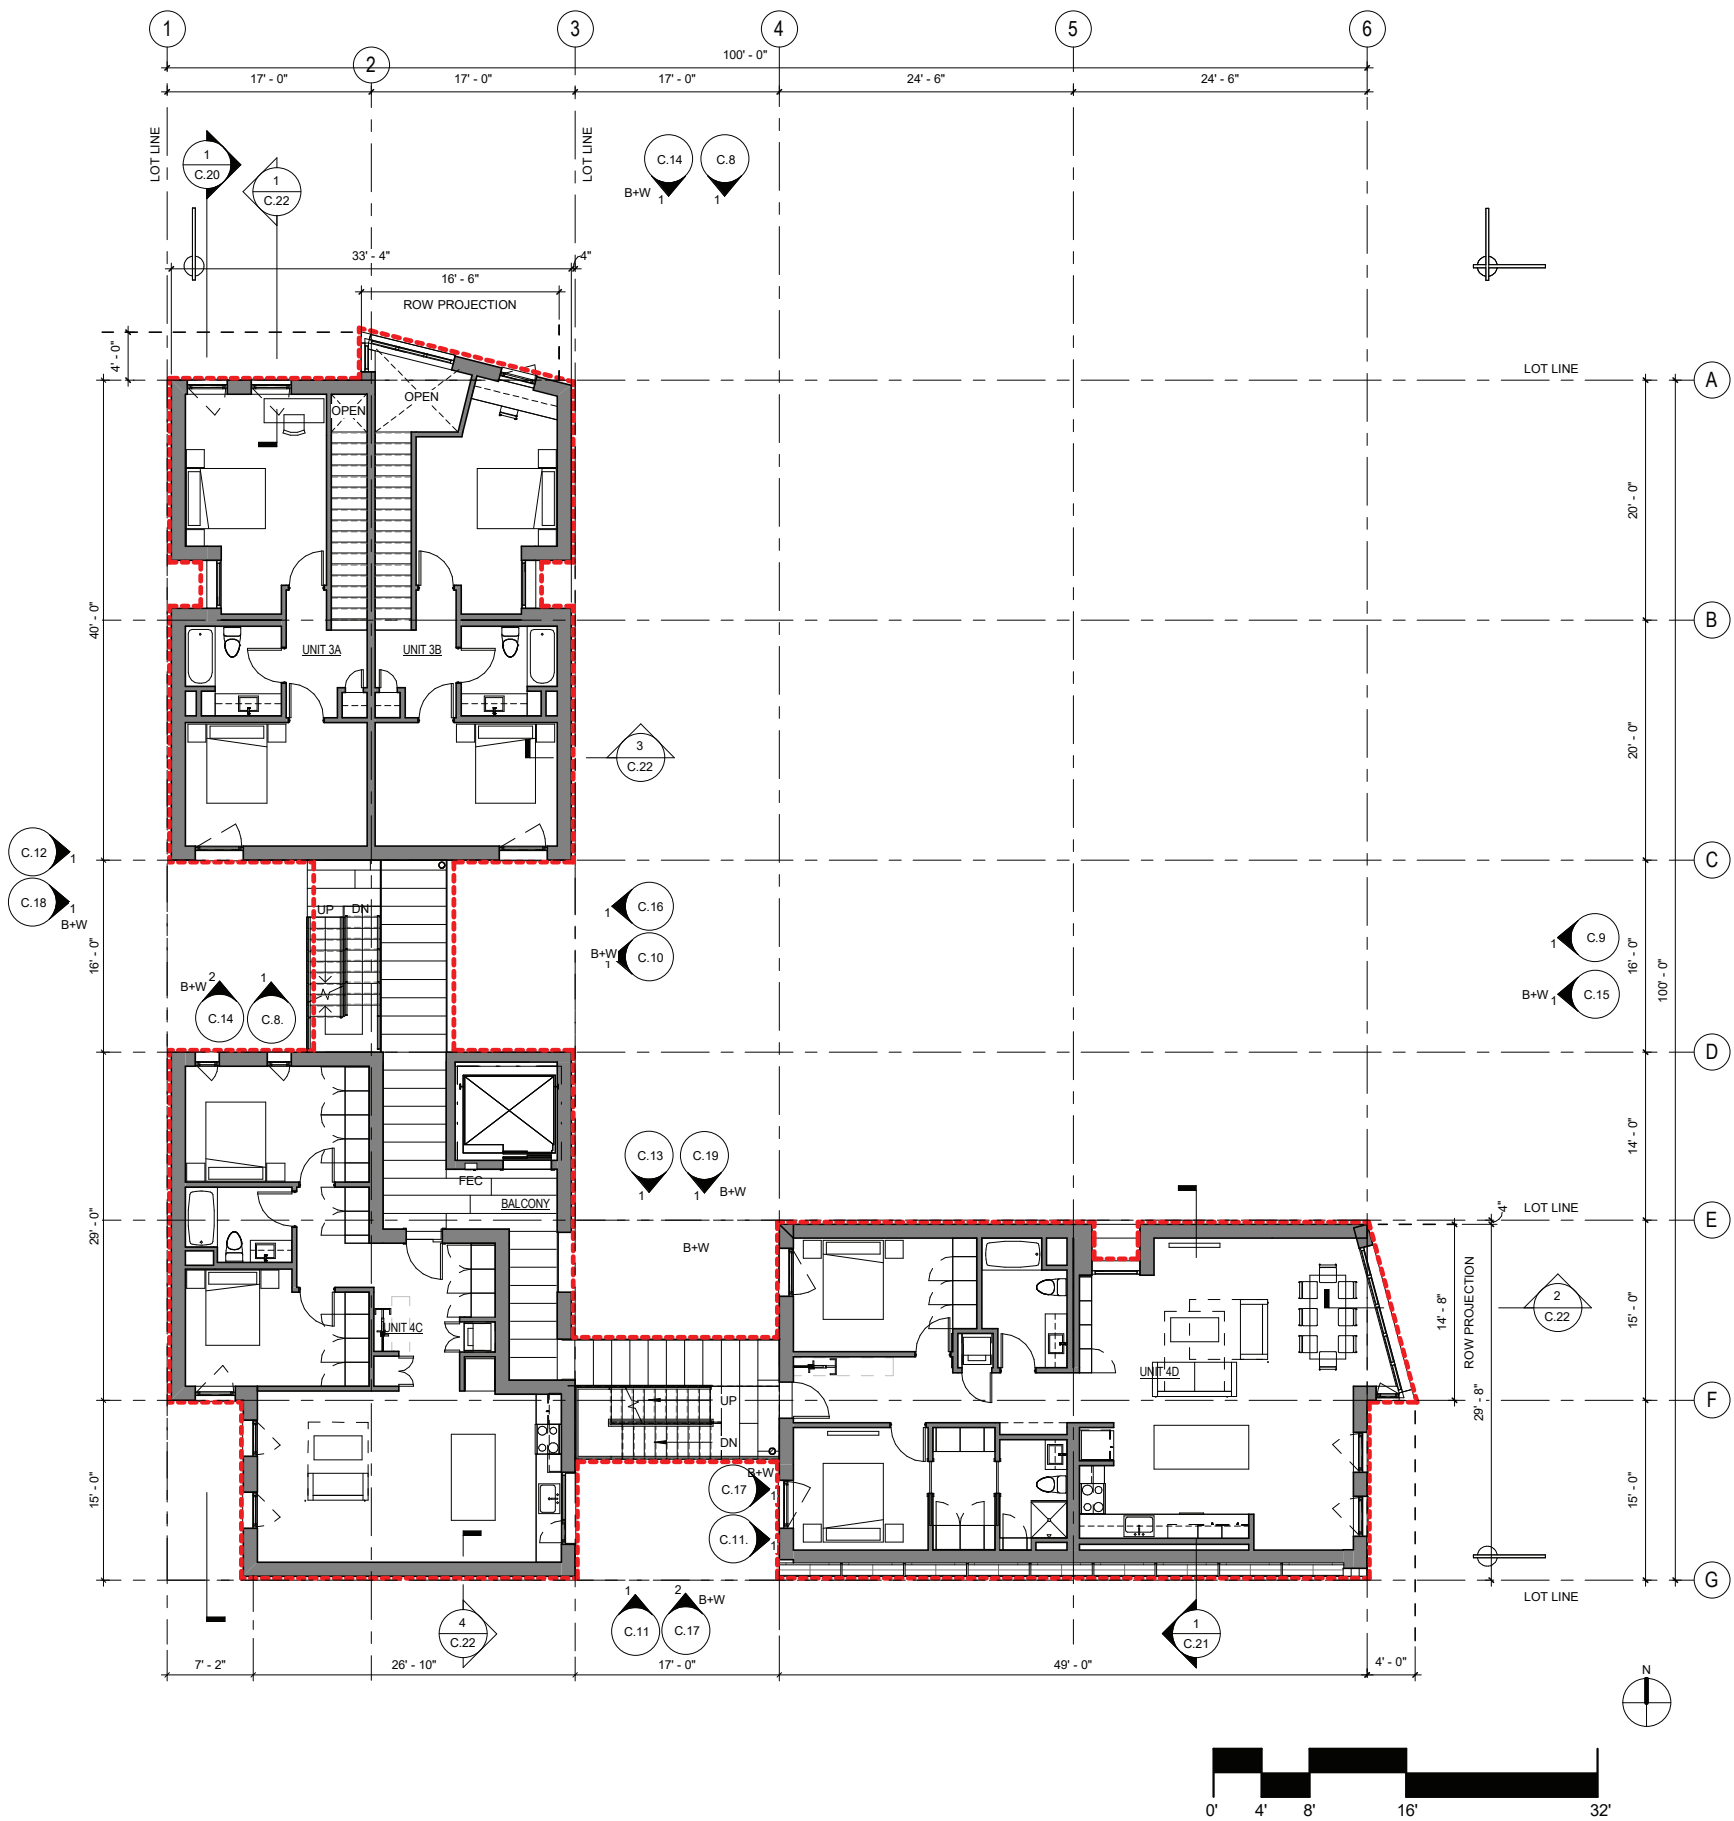 1
2
3
4
5
6
100' - 0"
17' - 0"
17' - 0"
17' - 0"
24' - 6"
24' - 6"
LOT LINE
LOT LINE
1
C.20
1
C.22
C.14
B+W 1
C.8
1
33' - 4"
4"
16' - 6"
ROW PROJECTION
4' - 0"
LOT LINE
A
OPEN
OPEN
20' - 0"
40' - 0"
B
UNIT 3A
UNIT 3B
3
C.22
20' - 0"
C.12
1
C
C.18
1
B+W
UP
DN
1
C.16
B+W
1
C.10
1
C.9
B+W 1
C.15
16' - 0"
16' - 0"
100' - 0"
B+W
2
C.14
1
C.8.
D
C.13
1
C.19
1
B+W
14' - 0"
FEC
BALCONY
29' - 0"
LOT LINE
4"
E
B+W
14' - 8"
ROW PROJECTION
2
C.22
15' - 0"
UNIT 4C
UNIT 4D
29' - 8"
UP
F
DN
15' - 0"
B+W
C.17
1
C.11.
1
15' - 0"
G
LOT LINE
4
C.22
1
C.11
2
B+W
C.17
1
C.21
7' - 2"
26' - 10"
17' - 0"
49' - 0"
4' - 0"
N
0'
4'
8'
16'
32'